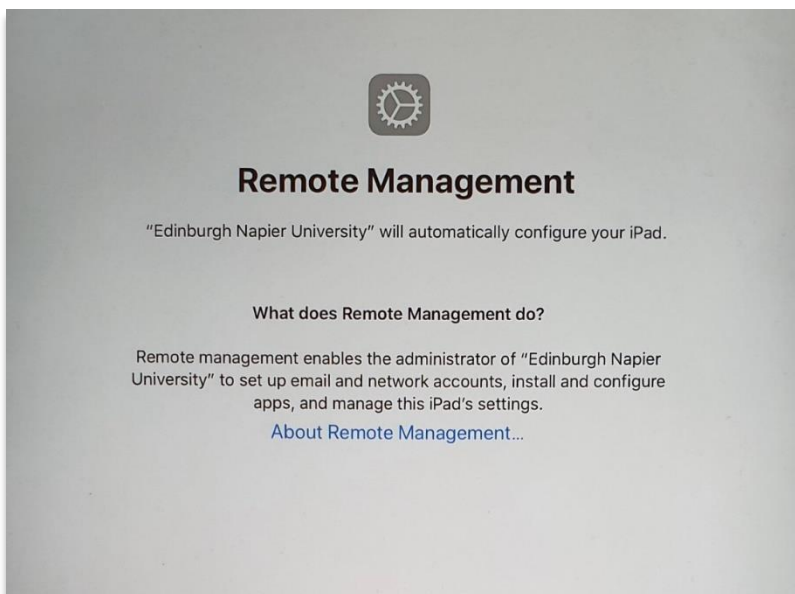 Remote Management
“Edinburgh Napier University” will automatically configure your iPad.
What does Remote Management do?
Remote management enables the administrator of “Edinburgh Napier
University” to set up email and network accounts, install and configure
apps, and manage this iPad’s settings.
About Remote Management...